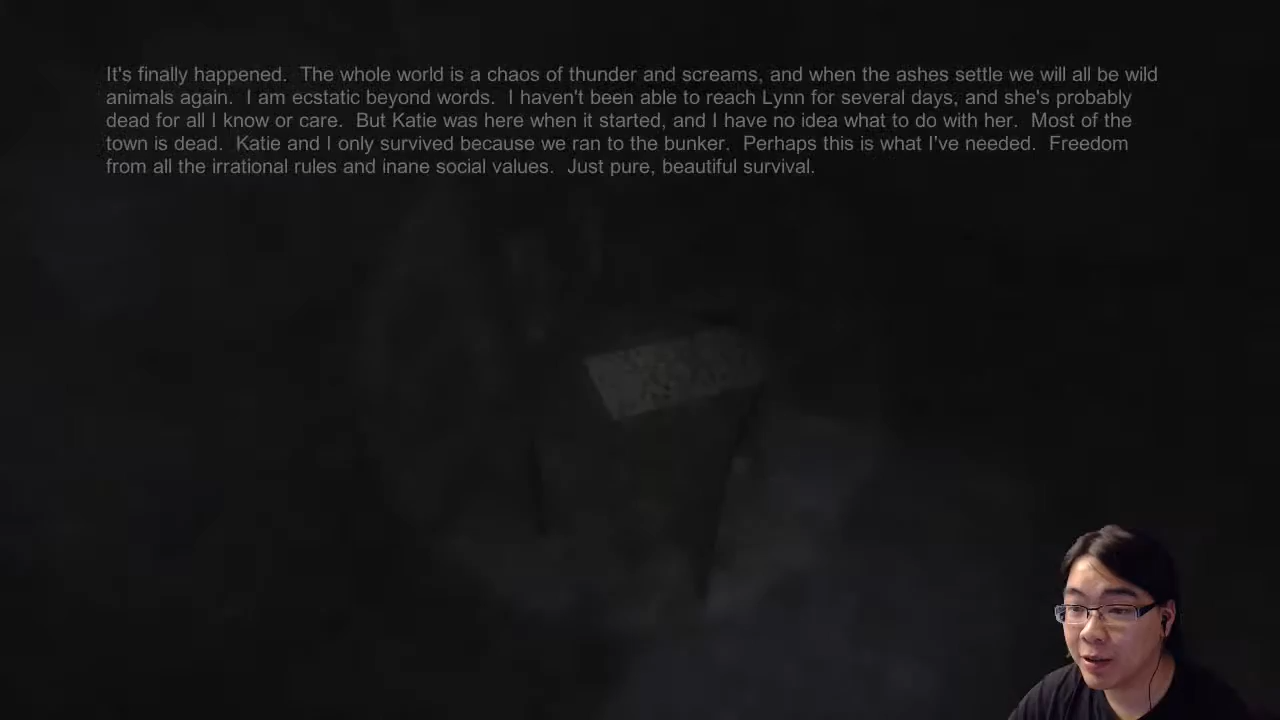 It's finally happened.  The whole world is a chaos of thunder and screams, and when the ashes settle we will all be wild
animals again.  I am ecstatic beyond words.  I haven't been able to reach Lynn for several days, and she's probably
dead for all I know or care.  But Katie was here when it started, and I have no idea what to do with her.  Most of the
town is dead.  Katie and I only survived because we ran to the bunker.  Perhaps this is what I've needed.  Freedom
from all the irrational rules and inane social values.  Just pure, beautiful survival.